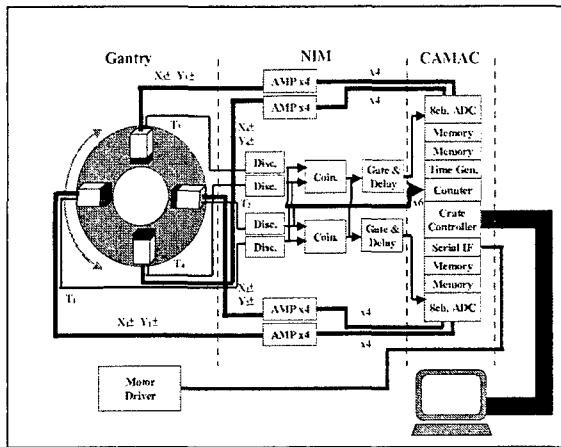 Gantry
NIM
CAMAC
X± Y±
AMP x4
x4
AMP x4
x4
X±
Y±
T
8ch. ADC
Memory
Memory
Time Gen.
Counter
Crate
Controller
Serial IF
Memory
Memory
8ch. ADC
Disc.
Disc.
Coin.
Gate &
Delay
x6
T2
Disc.
Disc.
Coin.
Gate &
Delay
T4
T1
X±
Y±
X1± Y1±
AMP x4
x4
AMP x4
x4
Motor
Driver